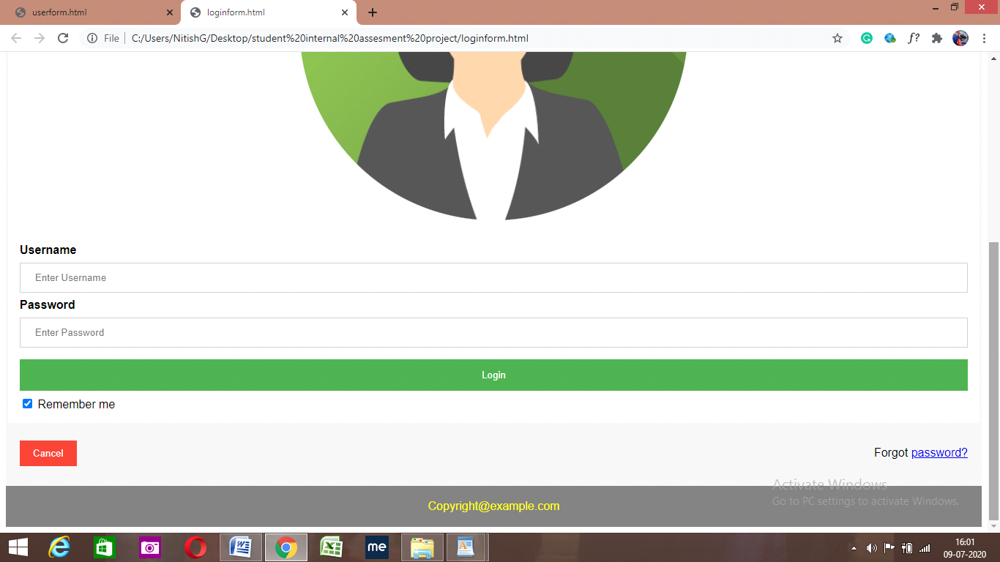 userform.html
loginform.html
File
C:/Users/NitishG/Desktop/student%20internal%20assesment%20project/loginform.html
f?
Username
Enter Username
Password
Enter Password
Login
Remember me
Cancel
Forgot password?
Activate Windows
Go to PC settings to activate Windows.
Copyright@example.com
me
16:01
09-07-2020